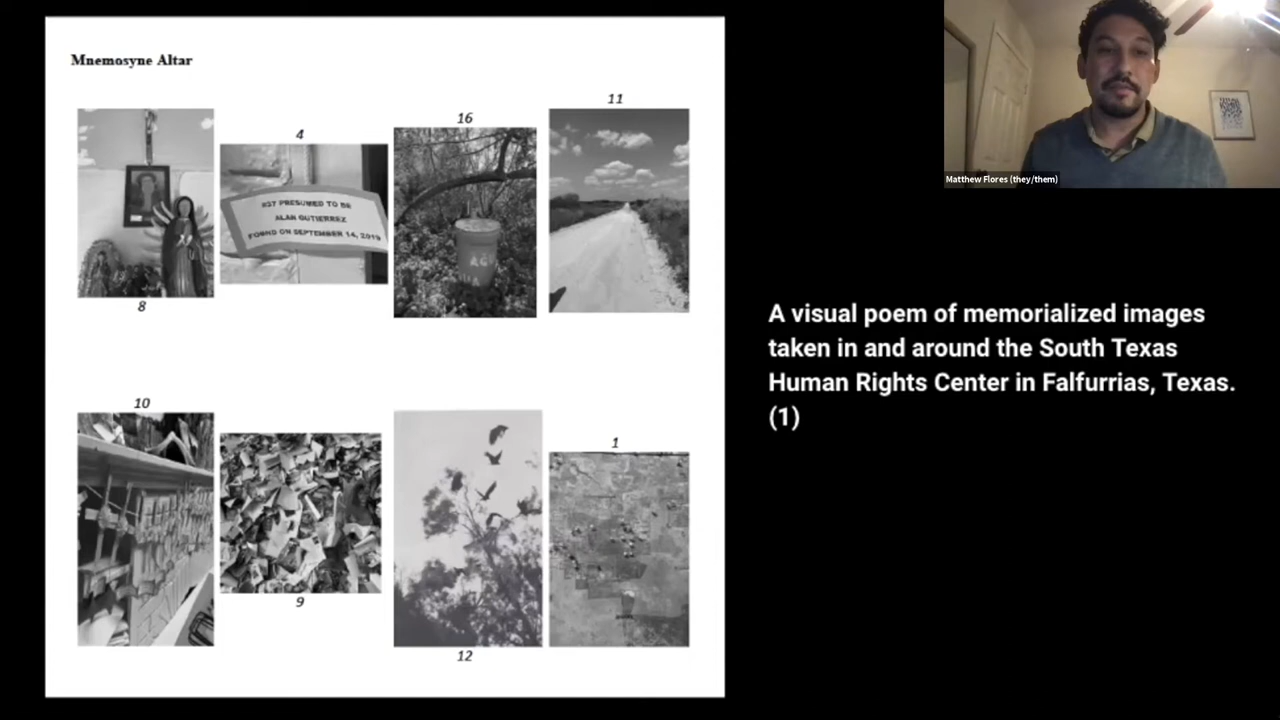 Mnemosyne Altar
11
16
4
1ST PRESUMED TO BE
ALAN GUTIERREZ
FOUND ON SEPTEMBER 14, 2019
AGUA
8
10
1
9
12
Matthew Flores (they/them)
A visual poem of memorialized images
taken in and around the South Texas
Human Rights Center in Falfurrias, Texas.
(1)